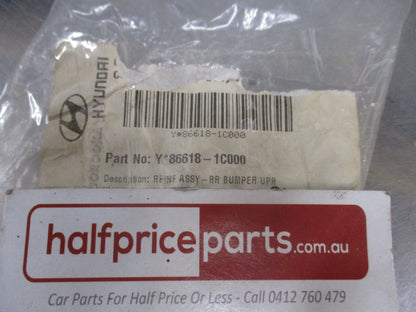 HYUNDAI
Y*86618-1C000
Part No: Y*86618-1C000
Description: REINF ASSY-RR BUMPER UPR
halfpriceparts.com.au
Car Parts For Half Price Or Less - Call 0412 760 479